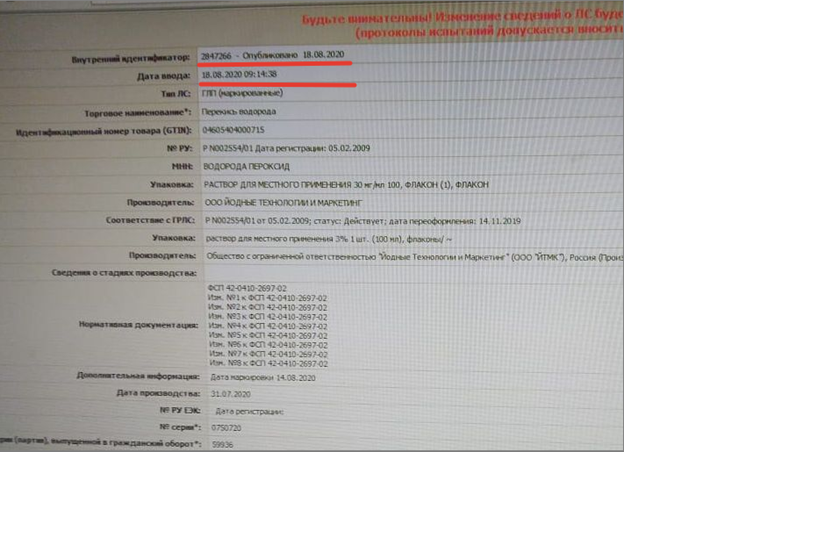 Будьте внимательны! Изменение сведений о ЛС буде
(протоколы испытаний допускается вносить
Внутренний идентификатор: 2847266 - Опубликовано 18.08.2020
Дата ввода: 18.08.2020 09:14:38
Тип ЛС: ГЛП (маркированные)
Торговое наименование*: Перекись водорода
Идентификационный номер товара (GTIN): 04605404000715
№ РУ: Р N002554/01 Дата регистрации: 05.02.2009
МНН: ВОДОРОДА ПЕРОКСИД
Упаковка: РАСТВОР ДЛЯ МЕСТНОГО ПРИМЕНЕНИЯ 30 мг/мл 100, ФЛАКОН (1), ФЛАКОН
Производитель: ООО ЙОДНЫЕ ТЕХНОЛОГИИ И МАРКЕТИНГ
Соответствие с ГРЛС: Р N002554/01 от 05.02.2009; статус: Действует; дата переоформления: 14.11.2019
Упаковка: раствор для местного применения 3% 1 шт. (100 мл), флаконы/ ~
Производитель: Общество с ограниченной ответственностью "Йодные Технологии и Маркетинг" (ООО "ЙТМК"), Россия (Произ
Сведения о стадиях производства:
Нормативная документация: ФСП 42-0410-2697-02
Изм. №1 к ФСП 42-0410-2697-02
Изм. №2 к ФСП 42-0410-2697-02
Изм. №3 к ФСП 42-0410-2697-02
Изм. №4 к ФСП 42-0410-2697-02
Изм. №5 к ФСП 42-0410-2697-02
Изм. №6 к ФСП 42-0410-2697-02
Изм. №7 к ФСП 42-0410-2697-02
Изм. №8 к ФСП 42-0410-2697-02
Дополнительная информация: Дата маркировки 14.08.2020
Дата производства: 31.07.2020
№ РУ ЕЭК: Дата регистрации:
№ серии*: 0750720
рии (партии), выпущенной в гражданский оборот*: 59936